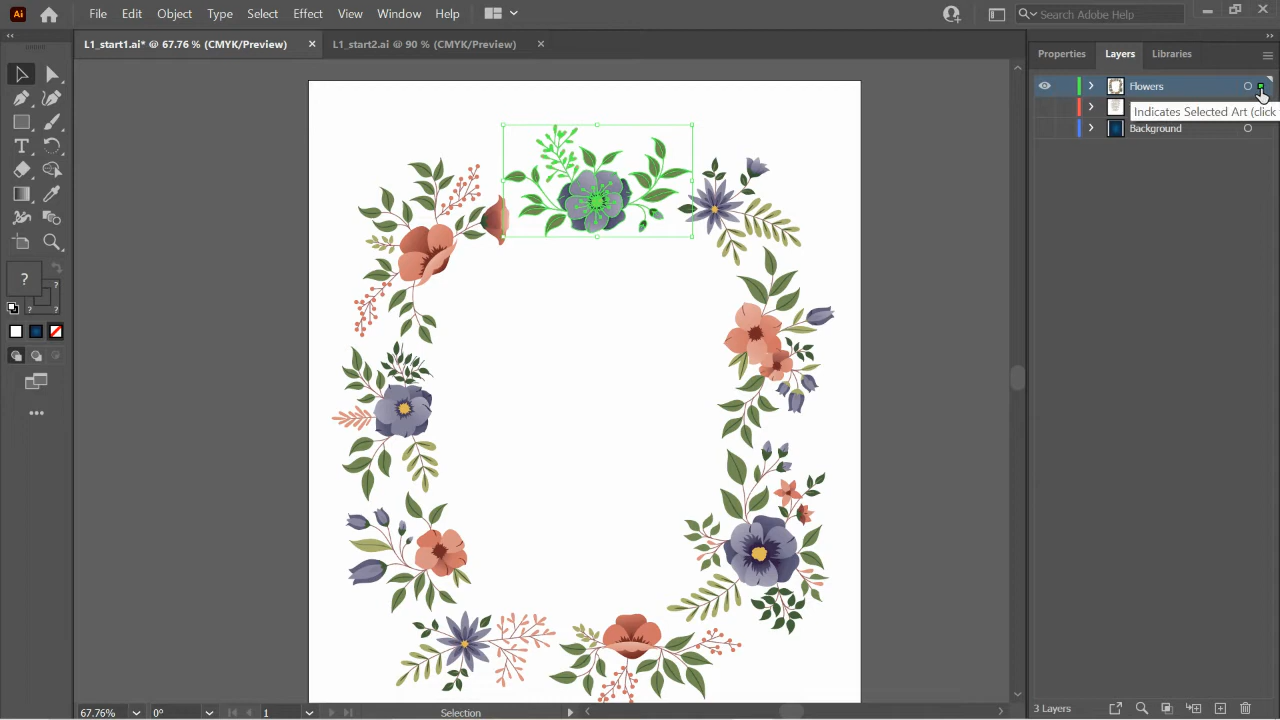 Ai File Edit Object Type Select Effect View Window Help Search Adobe Help
L1_start1.ai* @ 67.76 % (CMYK/Preview) × L1_start2.ai @ 90 % (CMYK/Preview) ×
Properties Layers Libraries
Flowers
Indicates Selected Art (click
Background
T
?
?
?
?
67.76% 0° 1 Selection
3 Layers